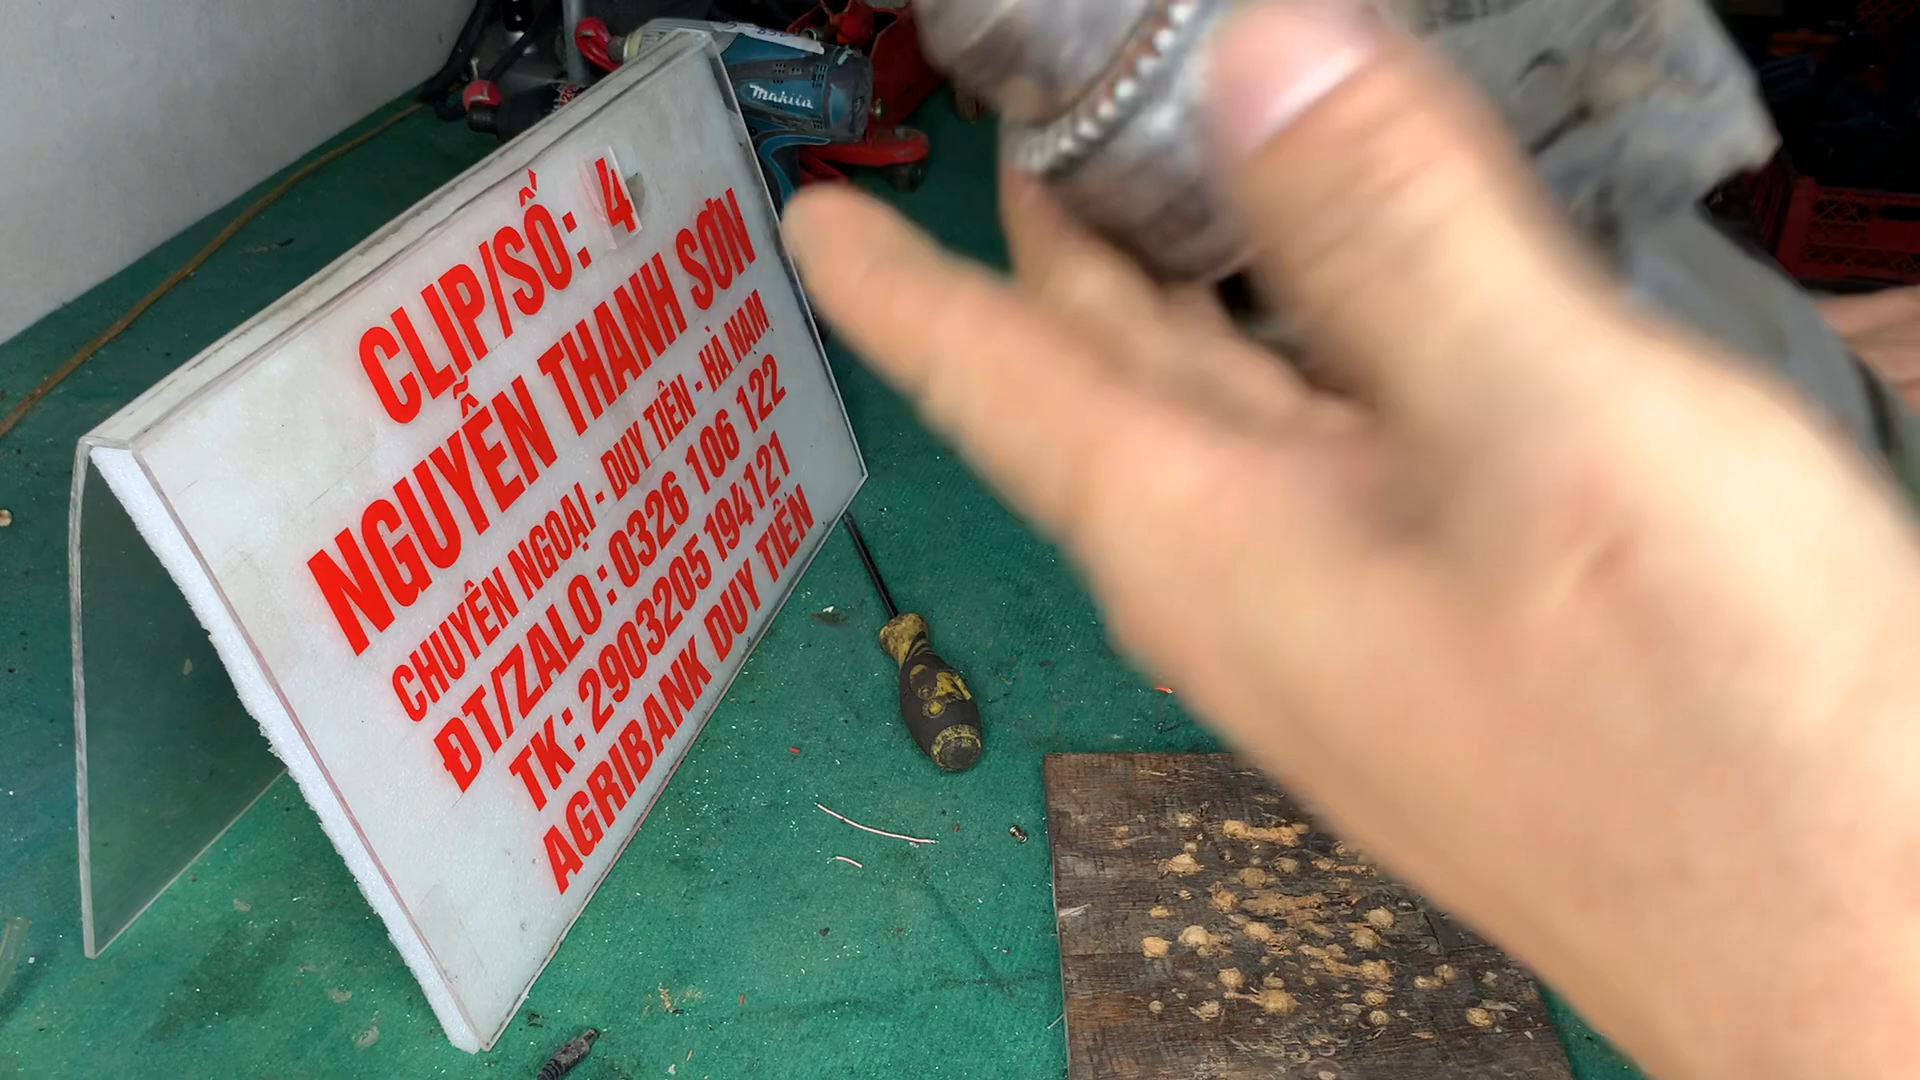 makita
CLIP/SỐ: 4
NGUYỄN THANH SƠN
CHUYÊN NGOẠI - DUY TIÊN - HÀ NAM
ĐT/ZALO : 0326 106 122
TK : 2903205 194121
AGRIBANK DUY TIÊN